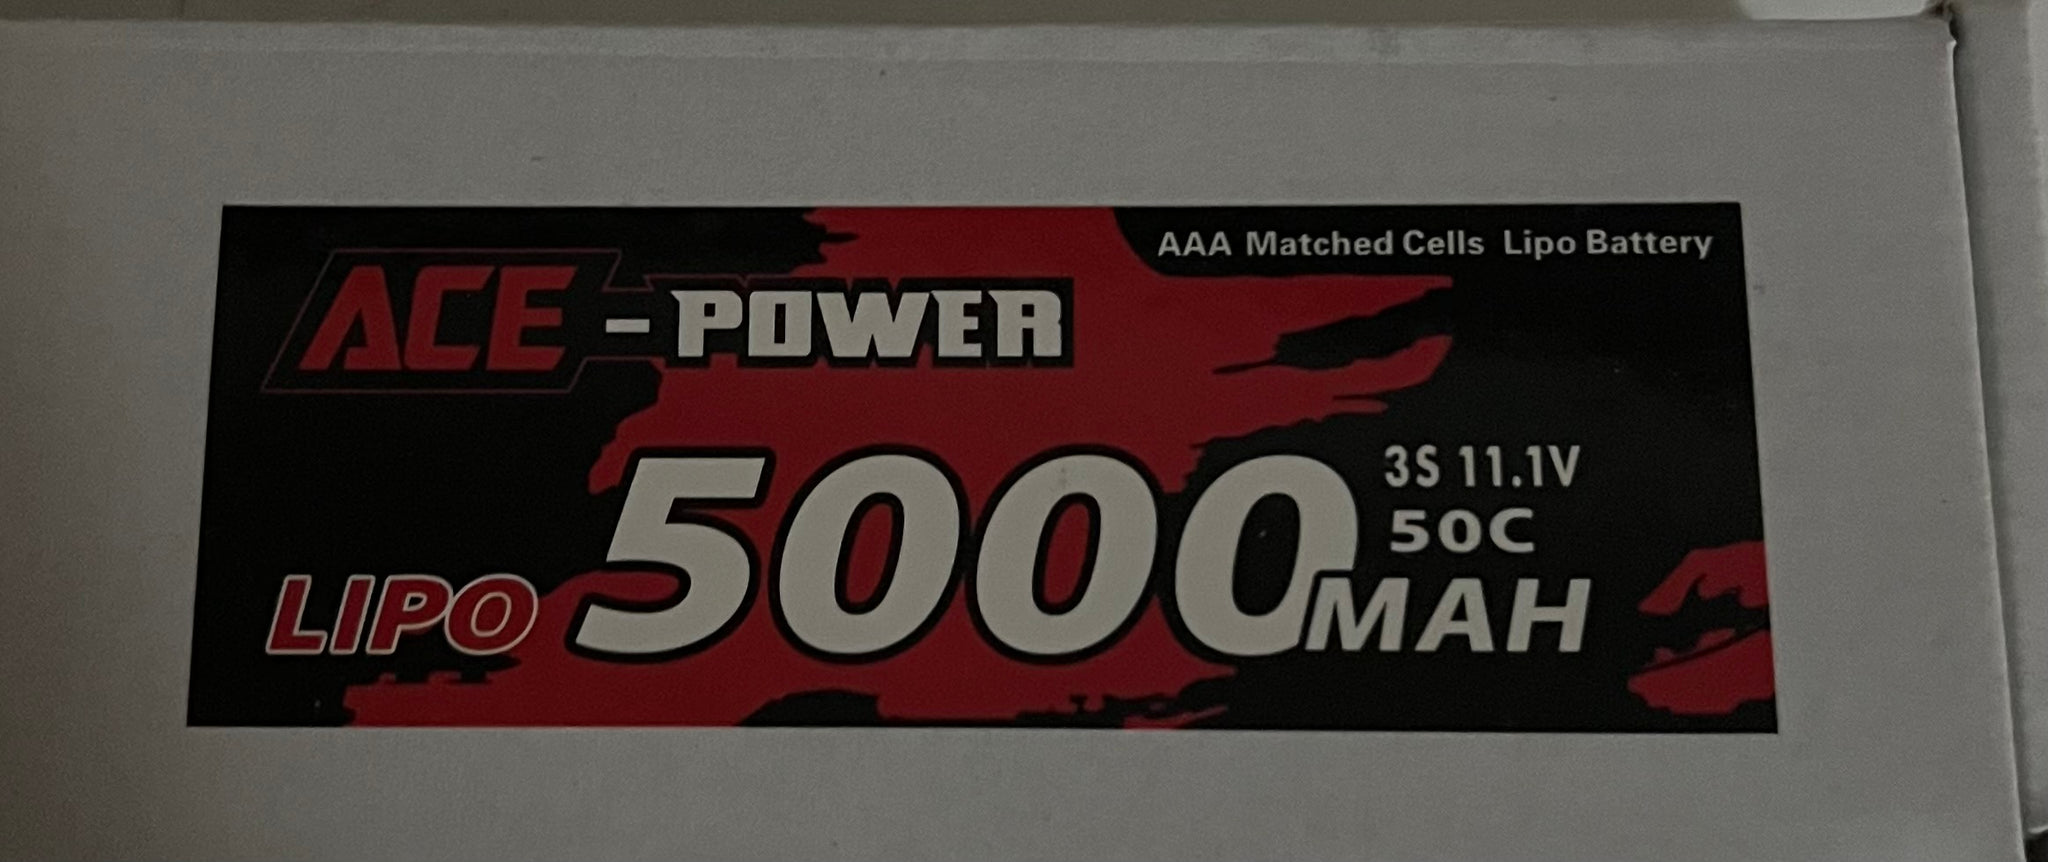 AAA Matched Cells Lipo Battery
ACE-POWER
3S 11.1V
50C
LIPO 5000MAH